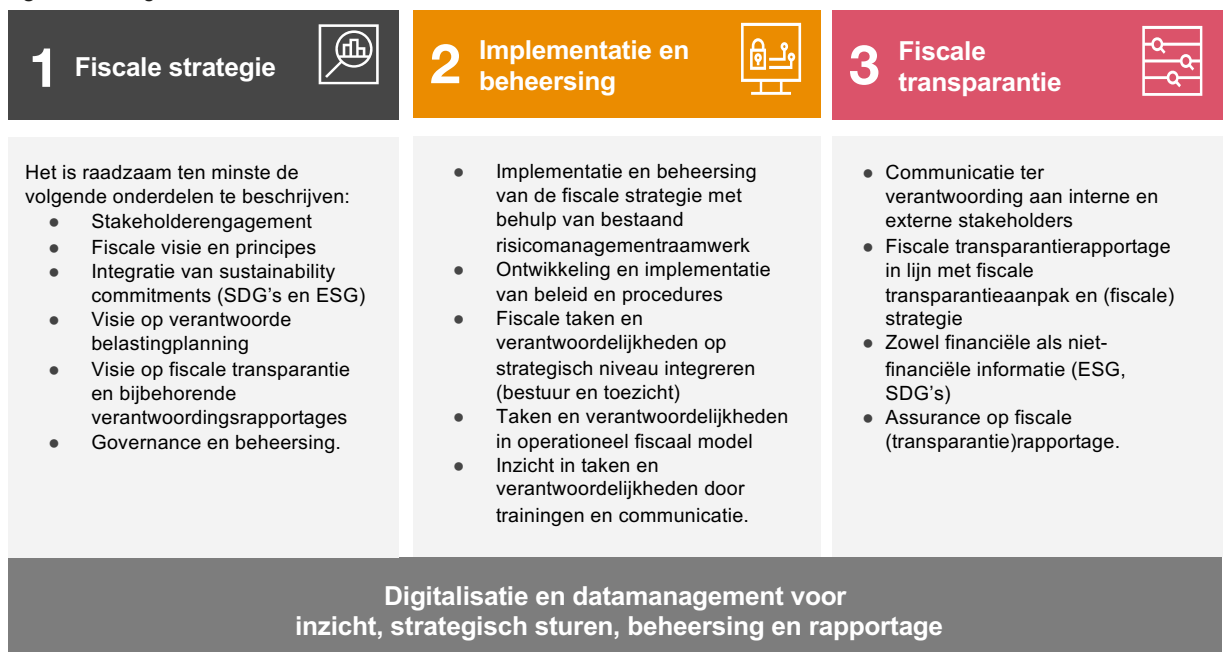 1 Fiscale strategie
Het is raadzaam ten minste de
volgende onderdelen te beschrijven:
● Stakeholderengagement
● Fiscale visie en principes
● Integratie van sustainability
commitments (SDG's en ESG)
● Visie op verantwoorde
belastingplanning
● Visie op fiscale transparantie
en bijbehorende
verantwoordingsrapportages
● Governance en beheersing.
2 Implementatie en
beheersing
● Implementatie en beheersing
van de fiscale strategie met
behulp van bestaand
risicomanagementraamwerk
● Ontwikkeling en implementatie
van beleid en procedures
● Fiscale taken en
verantwoordelijkheden op
strategisch niveau integreren
(bestuur en toezicht)
● Taken en verantwoordelijkheden
in operationeel fiscaal model
● Inzicht in taken en
verantwoordelijkheden door
trainingen en communicatie.
3 Fiscale
transparantie
● Communicatie ter
verantwoording aan interne en
externe stakeholders
● Fiscale transparantierapportage
in lijn met fiscale
transparantieaanpak en (fiscale)
strategie
● Zowel financiële als niet-
financiële informatie (ESG,
SDG's)
● Assurance op fiscale
(transparantie)rapportage.
Digitalisatie en datamanagement voor
inzicht, strategisch sturen, beheersing en rapportage